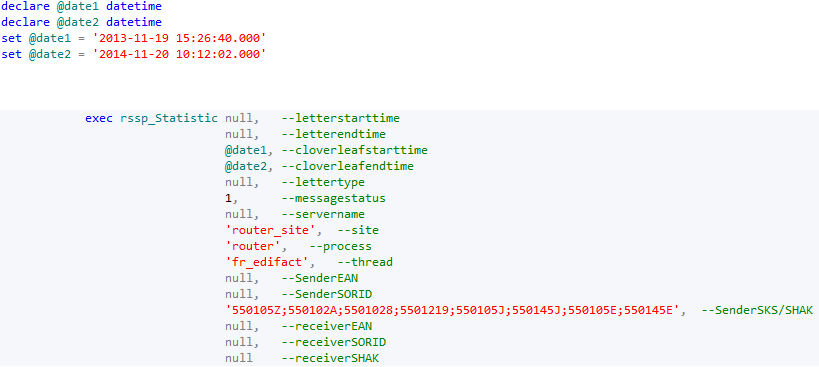 declare @date1 datetime
declare @date2 datetime
set @date1 = '2013-11-19 15:26:40.000'
set @date2 = '2014-11-20 10:12:02.000'
exec rssp_Statistic null, --letterstarttime
null, --letterendtime
@date1, --cloverleafstarttime
@date2, --cloverleafendtime
null, --lettertype
1, --messagestatus
null, --servername
'router_site', --site
'router', --process
'fr_edifact', --thread
null, --SenderEAN
null, --SenderSORID
'550105Z;550102A;5501028;5501219;550105J;550145J;550105E;550145E', --SenderSKS/SHAK
null, --receiverEAN
null, --receiverSORID
null --receiverSHAK